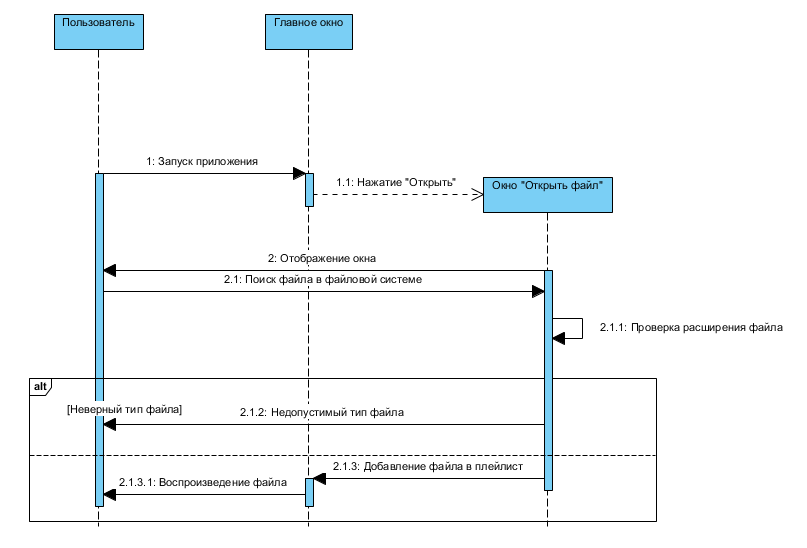 Пользователь
Главное окно
1: Запуск приложения
1.1: Нажатие "Открыть"
Окно "Открыть файл"
2: Отображение окна
2.1: Поиск файла в файловой системе
2.1.1: Проверка расширения файла
alt
[Неверный тип файла]
2.1.2: Недопустимый тип файла
2.1.3: Добавление файла в плейлист
2.1.3.1: Воспроизведение файла